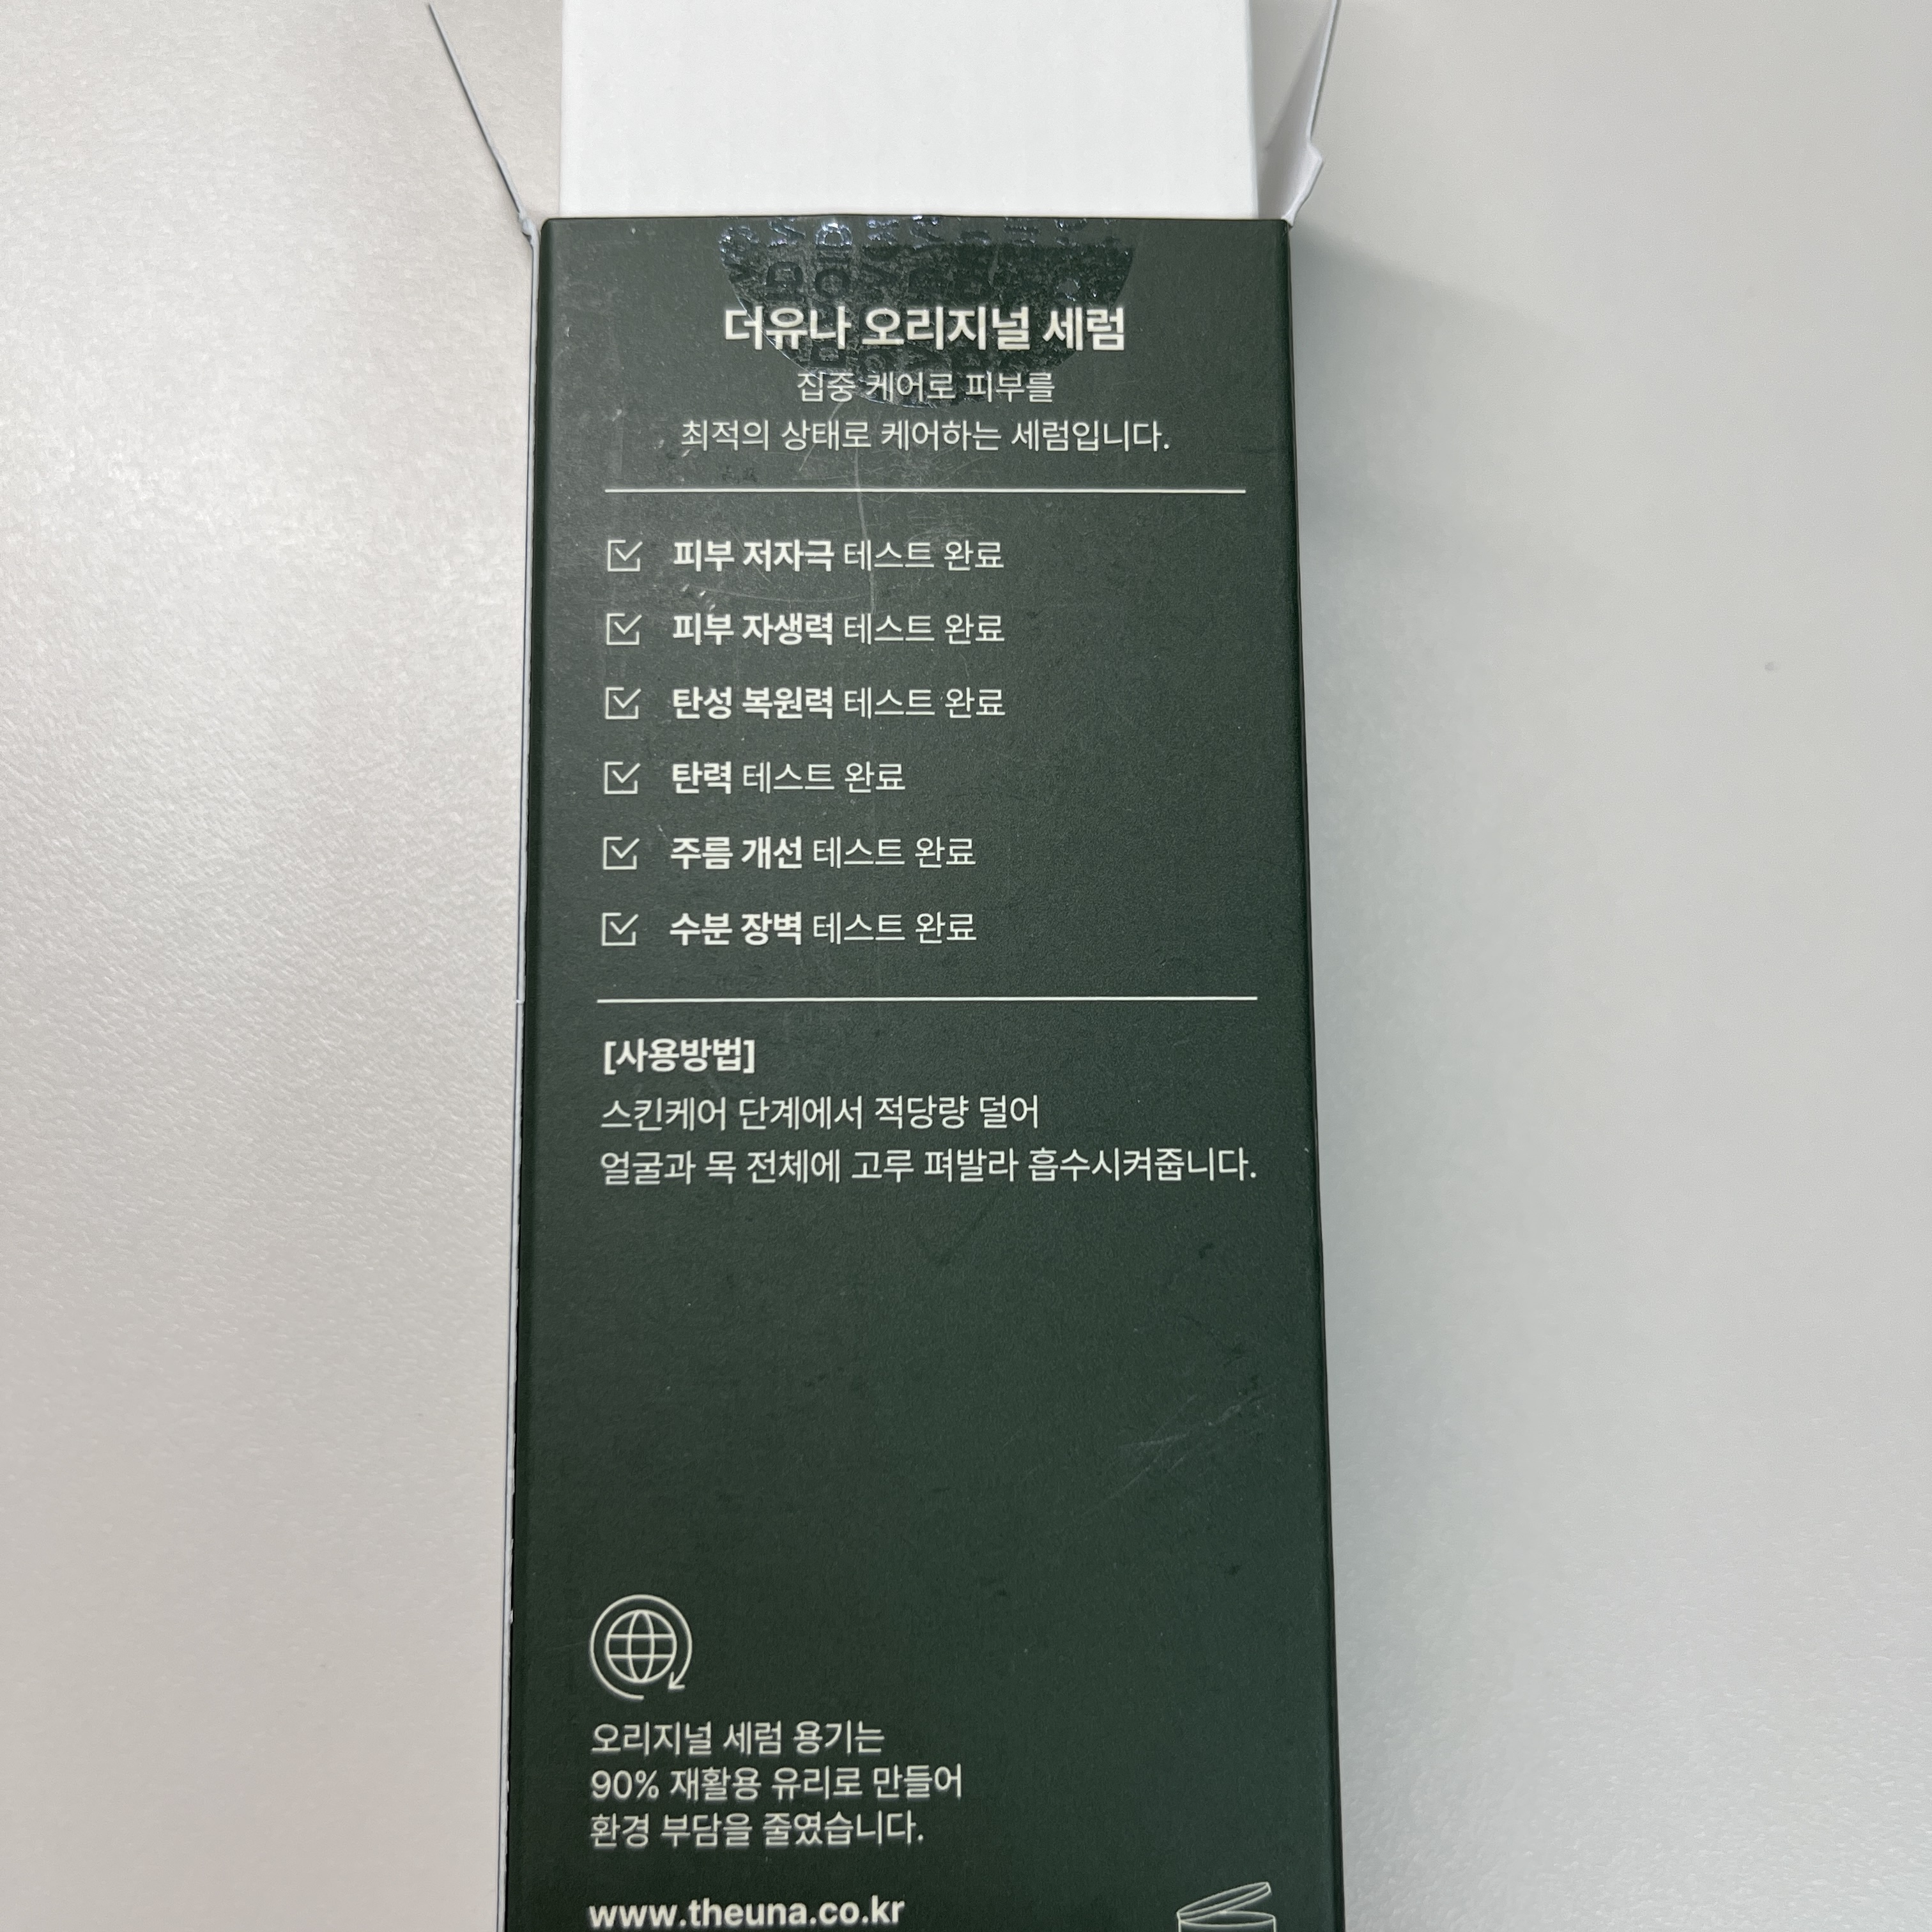 더유나 오리지널 세럼
집중 케어로 피부를
최적의 상태로 케어하는 세럼입니다.
피부 저자극 테스트 완료
피부 자생력 테스트 완료
탄성 복원력 테스트 완료
탄력 테스트 완료
주름 개선 테스트 완료
수분 장벽 테스트 완료
[사용방법]
스킨케어 단계에서 적당량 덜어
얼굴과 목 전체에 고루 펴발라 흡수시켜줍니다.
오리지널 세럼 용기는
90% 재활용 유리로 만들어
환경 부담을 줄였습니다.
www.theuna.co.kr